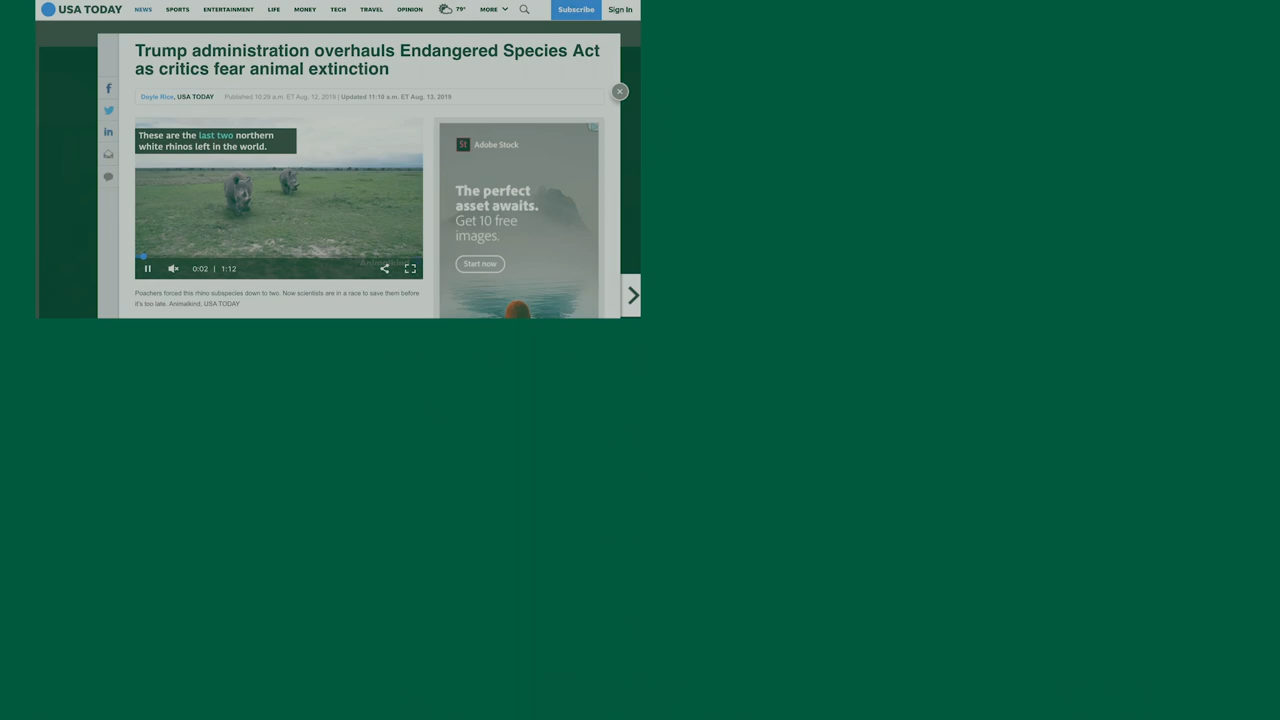 USA TODAY NEWS SPORTS ENTERTAINMENT LIFE MONEY TECH TRAVEL OPINION 79° MORE Subscribe Sign In
Trump administration overhauls Endangered Species Act
as critics fear animal extinction
Doyle Rice, USA TODAY Published 10:29 a.m. ET Aug. 12, 2019 | Updated 11:10 a.m. ET Aug. 13, 2019
These are the last two northern
white rhinos left in the world.
0:02 | 1:12
Poachers forced this rhino subspecies down to two. Now scientists are in a race to save them before
it's too late. Animalkind, USA TODAY
St Adobe Stock
The perfect
asset awaits.
Get 10 free
images.
Start now